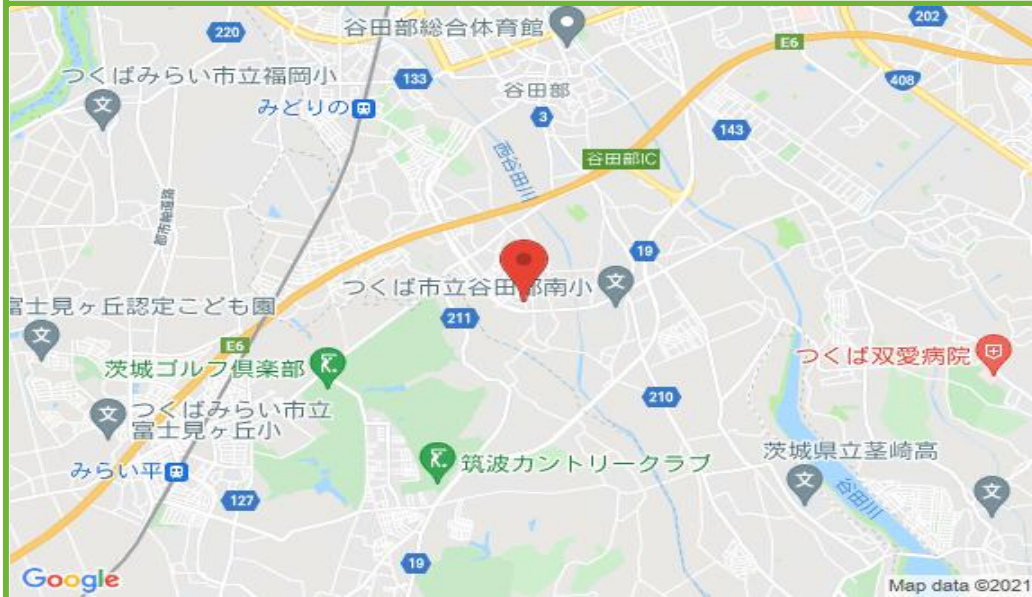 202
谷田部総合体育館
220
E6
つくばみらい市立福岡小
133
408
谷田部
みどりの
3
143
西谷田川
谷田部IC
都市軸道路
19
つくば市立谷田部南小
富士見ヶ丘認定こども園
211
E6
茨城ゴルフ倶楽部
つくば双愛病院
210
つくばみらい市立
富士見ヶ丘小
みらい平
筑波カントリークラブ
茨城県立茎崎高
127
谷田川
19
Google
Map data ©2021